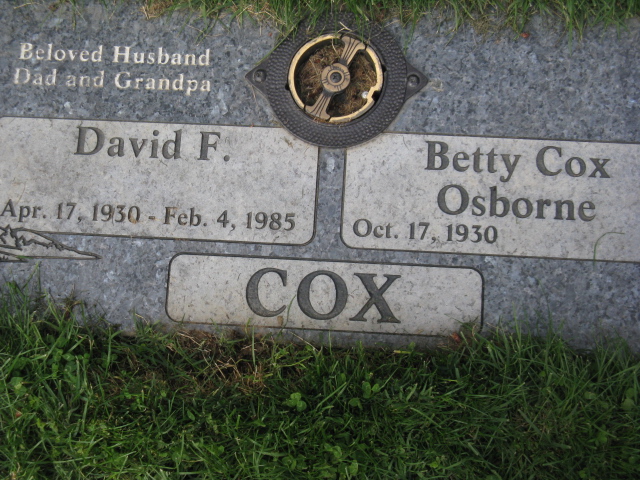 Beloved Husband
Dad and Grandpa
David F.
Apr. 17, 1930 - Feb. 4, 1985
Betty Cox
Osborne
Oct. 17, 1930
COX